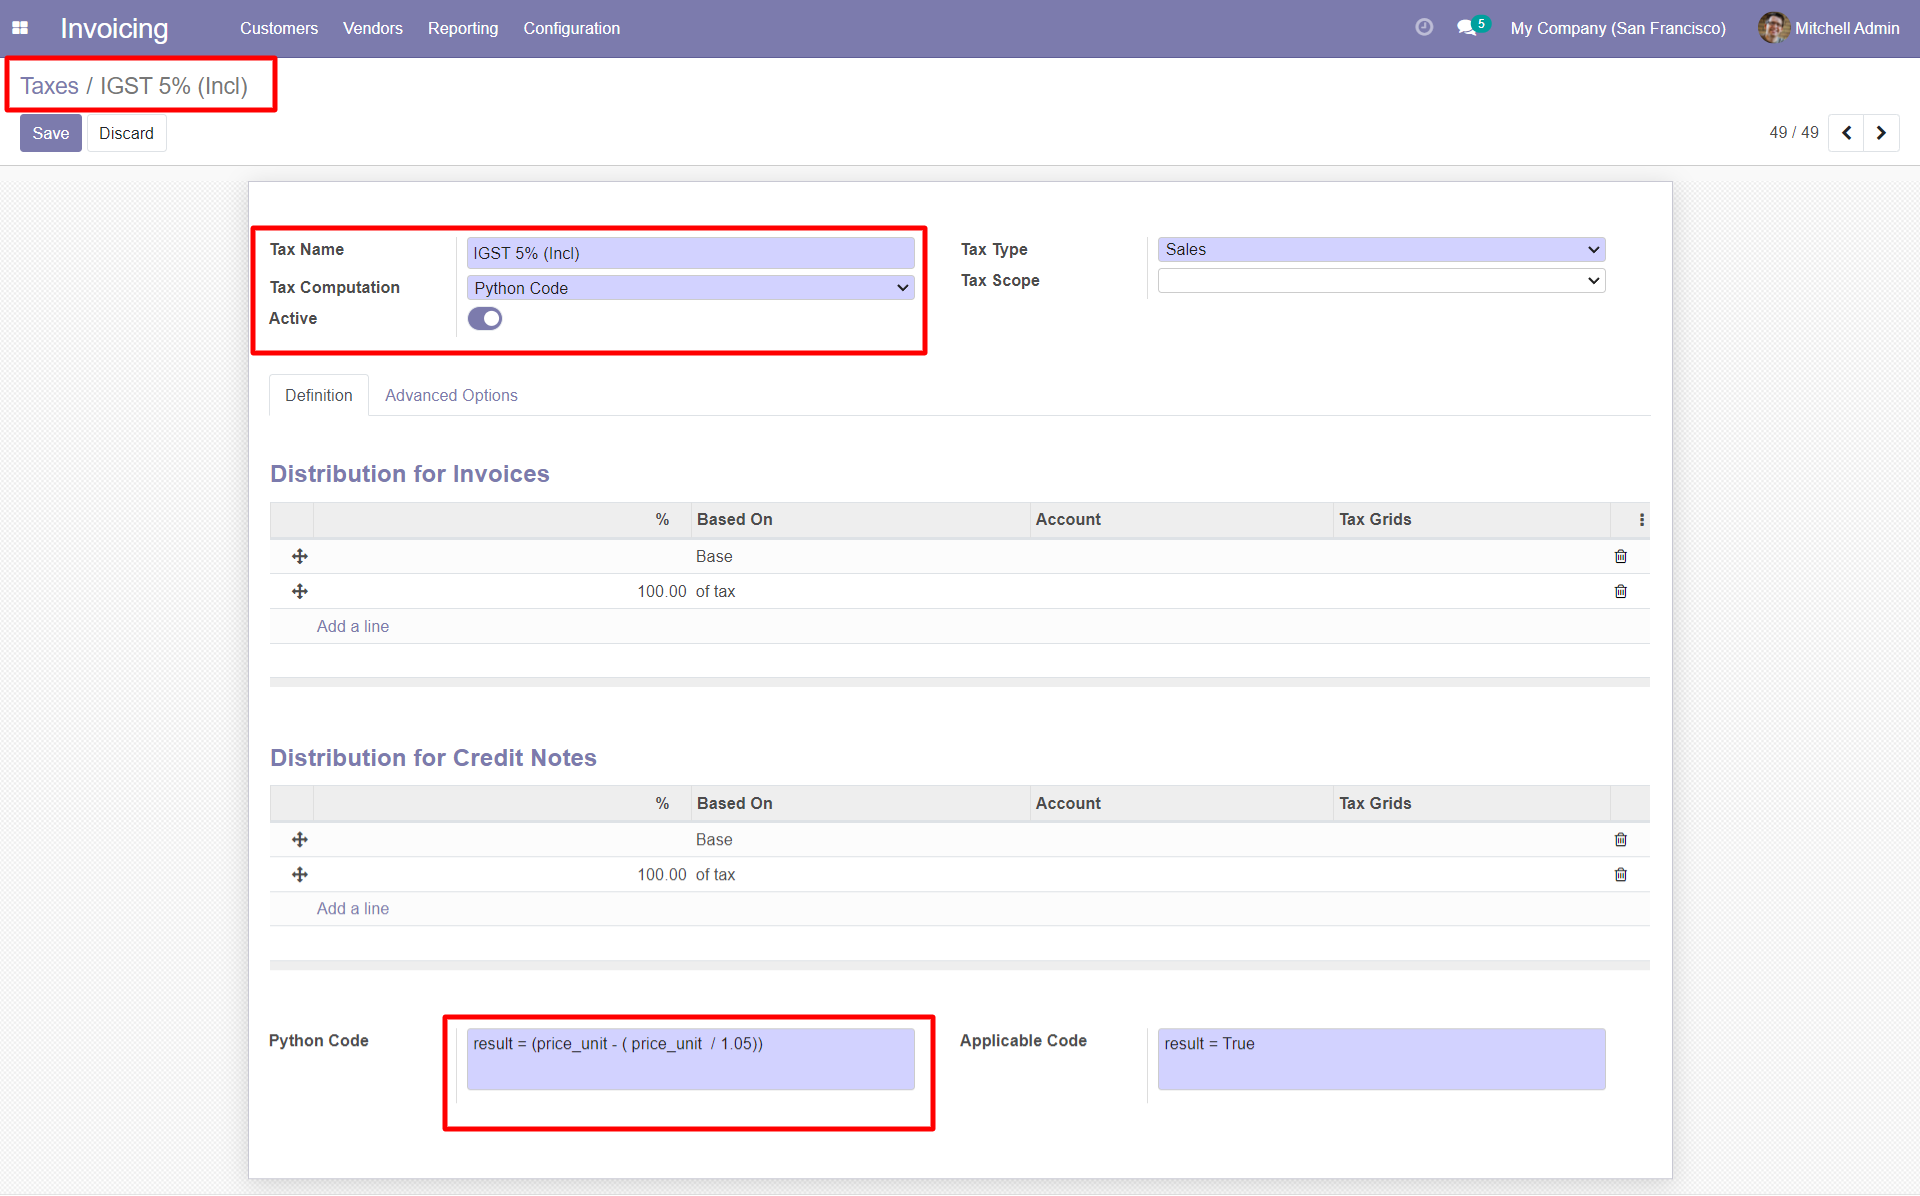 Invoicing Customers Vendors Reporting Configuration 5 My Company (San Francisco) Mitchell Admin
Taxes / IGST 5% (Incl)
Save Discard 49 / 49
Tax Name IGST 5% (Incl) Tax Type Sales
Tax Computation Python Code Tax Scope
Active
Definition Advanced Options
Distribution for Invoices
% Based On Account Tax Grids
Base
100.00 of tax
Add a line
Distribution for Credit Notes
% Based On Account Tax Grids
Base
100.00 of tax
Add a line
Python Code result = (price_unit - ( price_unit  / 1.05)) Applicable Code result = True